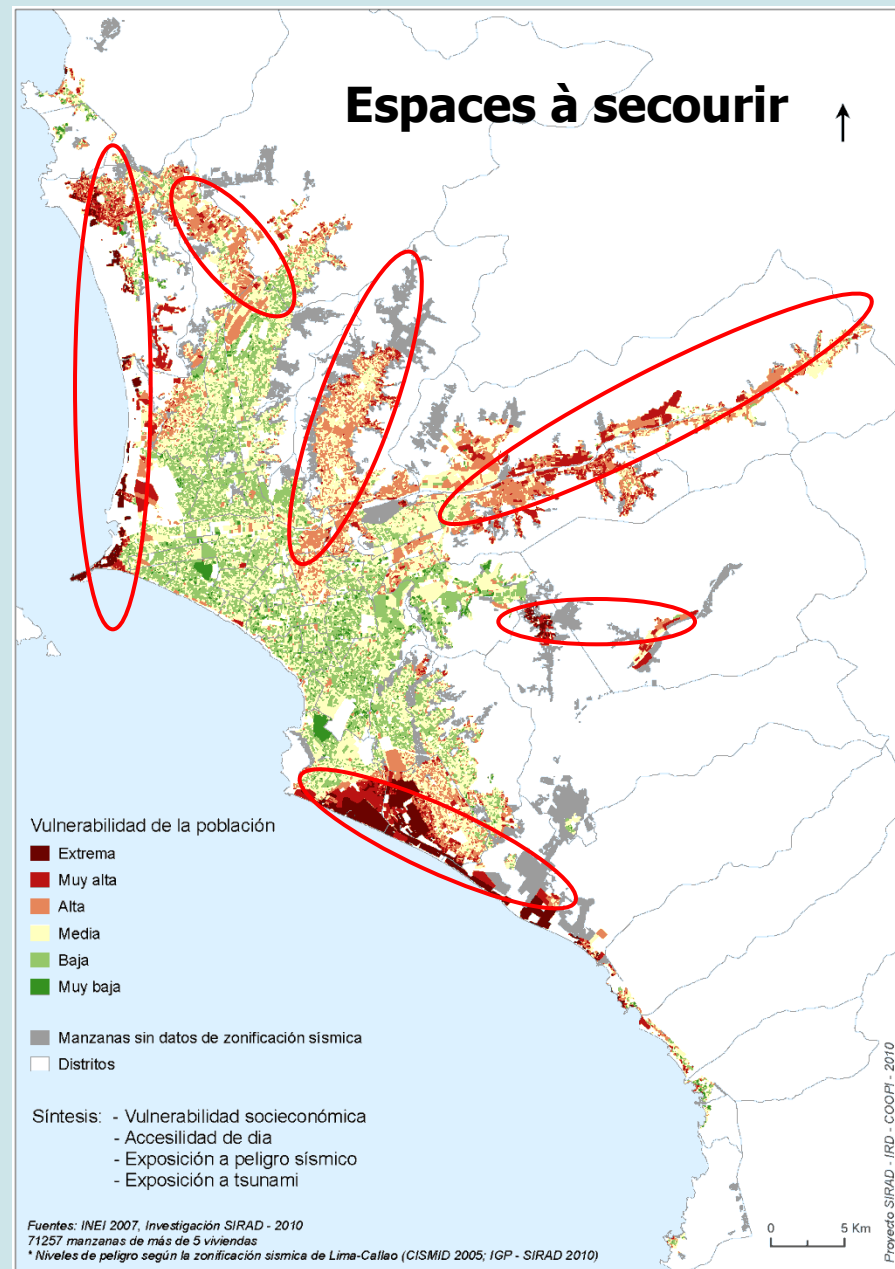 Espaces à secourir
Vulnerabilidad de la población
Extrema
Muy alta
Alta
Media
Baja
Muy baja
Manzanas sin datos de zonificación sísmica
Distritos
Síntesis: - Vulnerabilidad socieconómica
- Accesilidad de dia
- Exposición a peligro sísmico
- Exposición a tsunami
Fuentes: INEI 2007, Investigación SIRAD - 2010
71257 manzanas de más de 5 viviendas
* Niveles de peligro según la zonificación sismica de Lima-Callao (CISMID 2005; IGP - SIRAD 2010)
0 5 Km
Proyecto SIRAD - IRD - COOPI - 2010